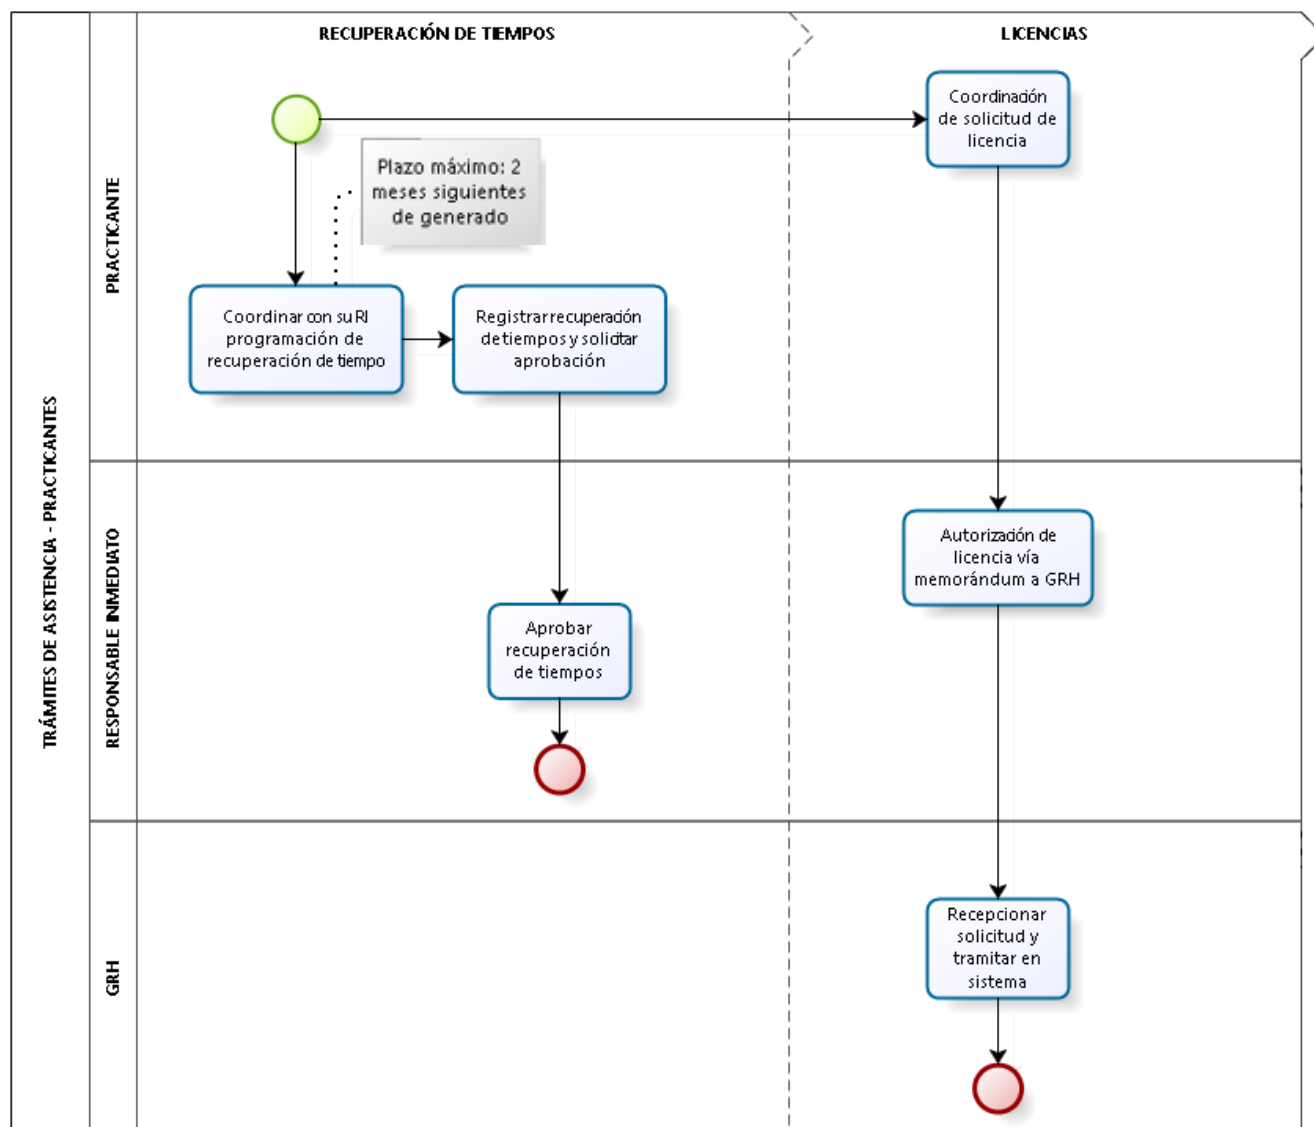 RECUPERACIÓN DE TIEMPOS
LICENCIAS
TRÁMITES DE ASISTENCIA - PRACTICANTES
PRACTICANTE
Coordinación
de solicitud de
licencia
Plazo máximo: 2
meses siguientes
de generado
Coordinar con su RI
programación de
recuperación de tiempo
Registrar recuperación
de tiempos y solicitar
aprobación
RESPONSABLE INMEDIATO
Autorización de
licencia vía
memorándum a GRH
Aprobar
recuperación
de tiempos
GRH
Recepcionar
solicitud y
tramitar en
sistema